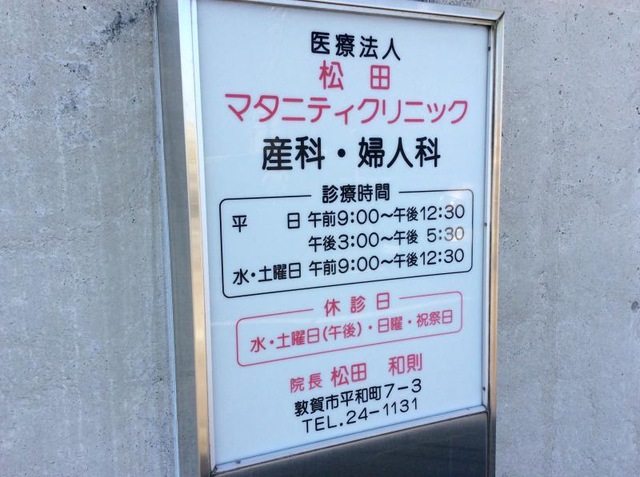 医療法人
松田
マタニティクリニック
産科・婦人科
診療時間
平 日 午前9:00〜午後12:30
午後3:00〜午後 5:30
水・土曜日 午前9:00〜午後12:30
休診日
水・土曜日(午後)・日曜・祝祭日
院長 松田 和則
敦賀市平和町7-3
TEL.24-1131